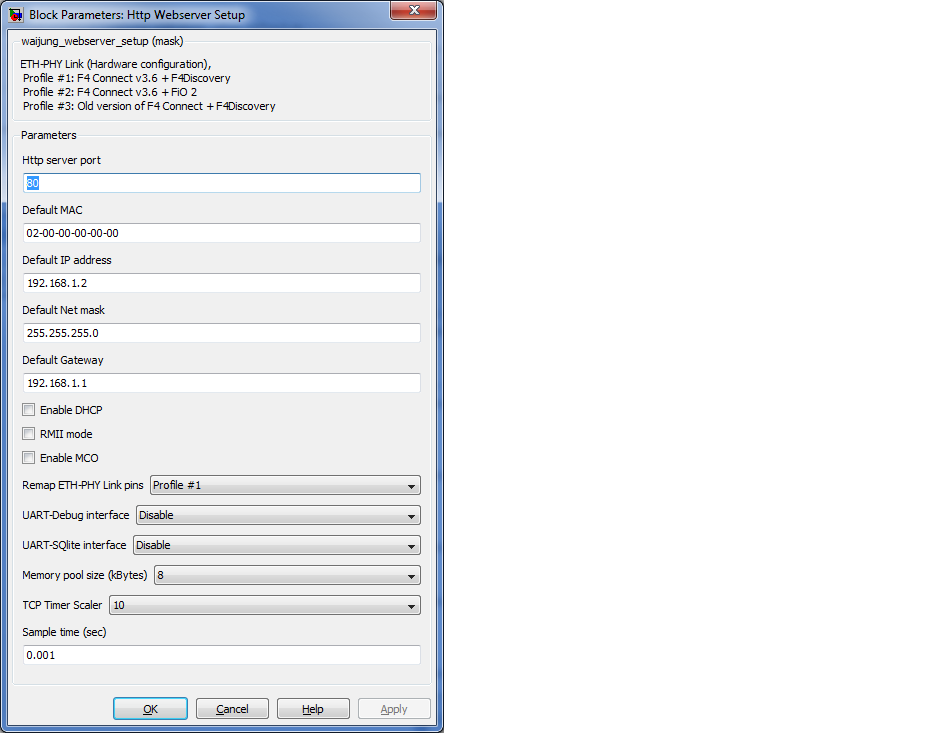 Block Parameters: Http Webserver Setup
waijung_webserver_setup (mask)
ETH-PHY Link (Hardware configuration),
Profile #1: F4 Connect v3.6 + F4Discovery
Profile #2: F4 Connect v3.6 + FiO 2
Profile #3: Old version of F4 Connect + F4Discovery
Parameters
Http server port
80
Default MAC
02-00-00-00-00-00
Default IP address
192.168.1.2
Default Net mask
255.255.255.0
Default Gateway
192.168.1.1
Enable DHCP
RMII mode
Enable MCO
Remap ETH-PHY Link pins Profile #1
UART-Debug interface Disable
UART-SQlite interface Disable
Memory pool size (kBytes) 8
TCP Timer Scaler 10
Sample time (sec)
0.001
OK Cancel Help Apply